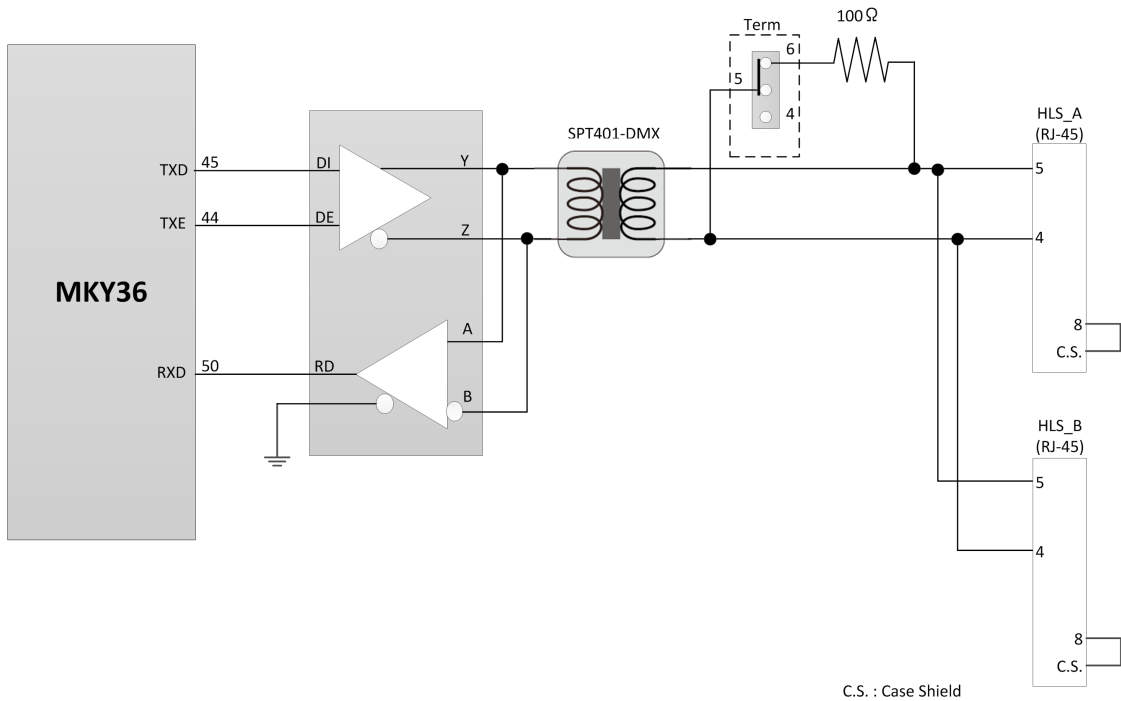 100Ω
Term
6
5
4
HLS_A
(RJ-45)
SPT401-DMX
TXD 45 DI Y 5
TXE 44 DE Z 4
MKY36
A
8
C.S.
RXD 50 RD
B
HLS_B
(RJ-45)
5
4
8
C.S.
C.S. : Case Shield